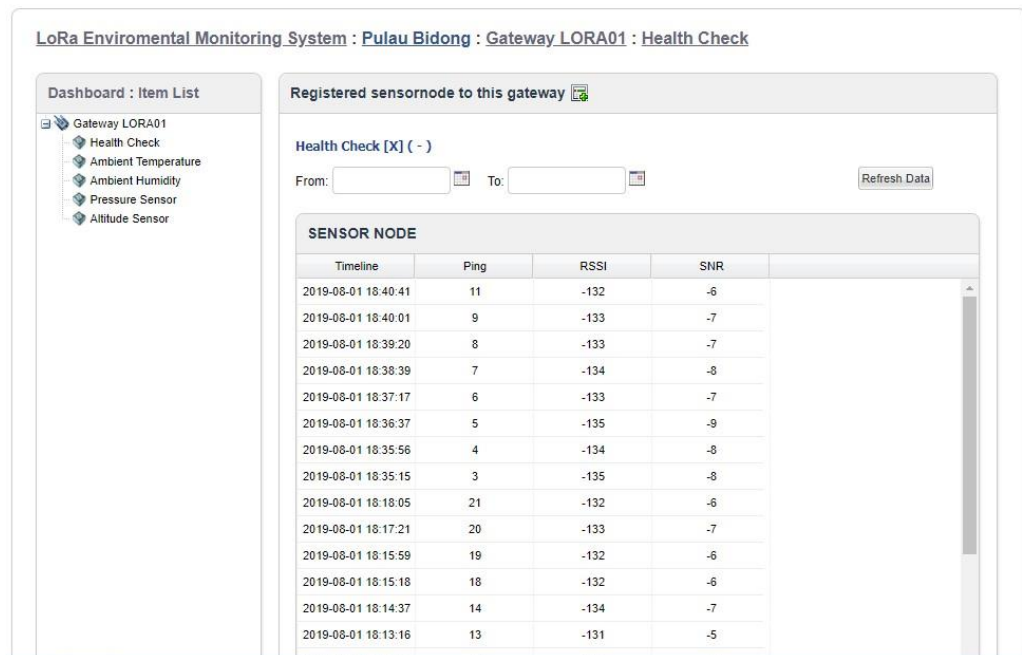 LoRa Enviromental Monitoring System : Pulau Bidong : Gateway LORA01 : Health Check
Dashboard : Item List
Gateway LORA01
Health Check
Ambient Temperature
Ambient Humidity
Pressure Sensor
Altitude Sensor
Registered sensornode to this gateway
Health Check [X] ( - )
From: To: Refresh Data
SENSOR NODE
Timeline Ping RSSI SNR
2019-08-01 18:40:41 11 -132 -6
2019-08-01 18:40:01 9 -133 -7
2019-08-01 18:39:20 8 -133 -7
2019-08-01 18:38:39 7 -134 -8
2019-08-01 18:37:17 6 -133 -7
2019-08-01 18:36:37 5 -135 -9
2019-08-01 18:35:56 4 -134 -8
2019-08-01 18:35:15 3 -135 -8
2019-08-01 18:18:05 21 -132 -6
2019-08-01 18:17:21 20 -133 -7
2019-08-01 18:15:59 19 -132 -6
2019-08-01 18:15:18 18 -132 -6
2019-08-01 18:14:37 14 -134 -7
2019-08-01 18:13:16 13 -131 -5